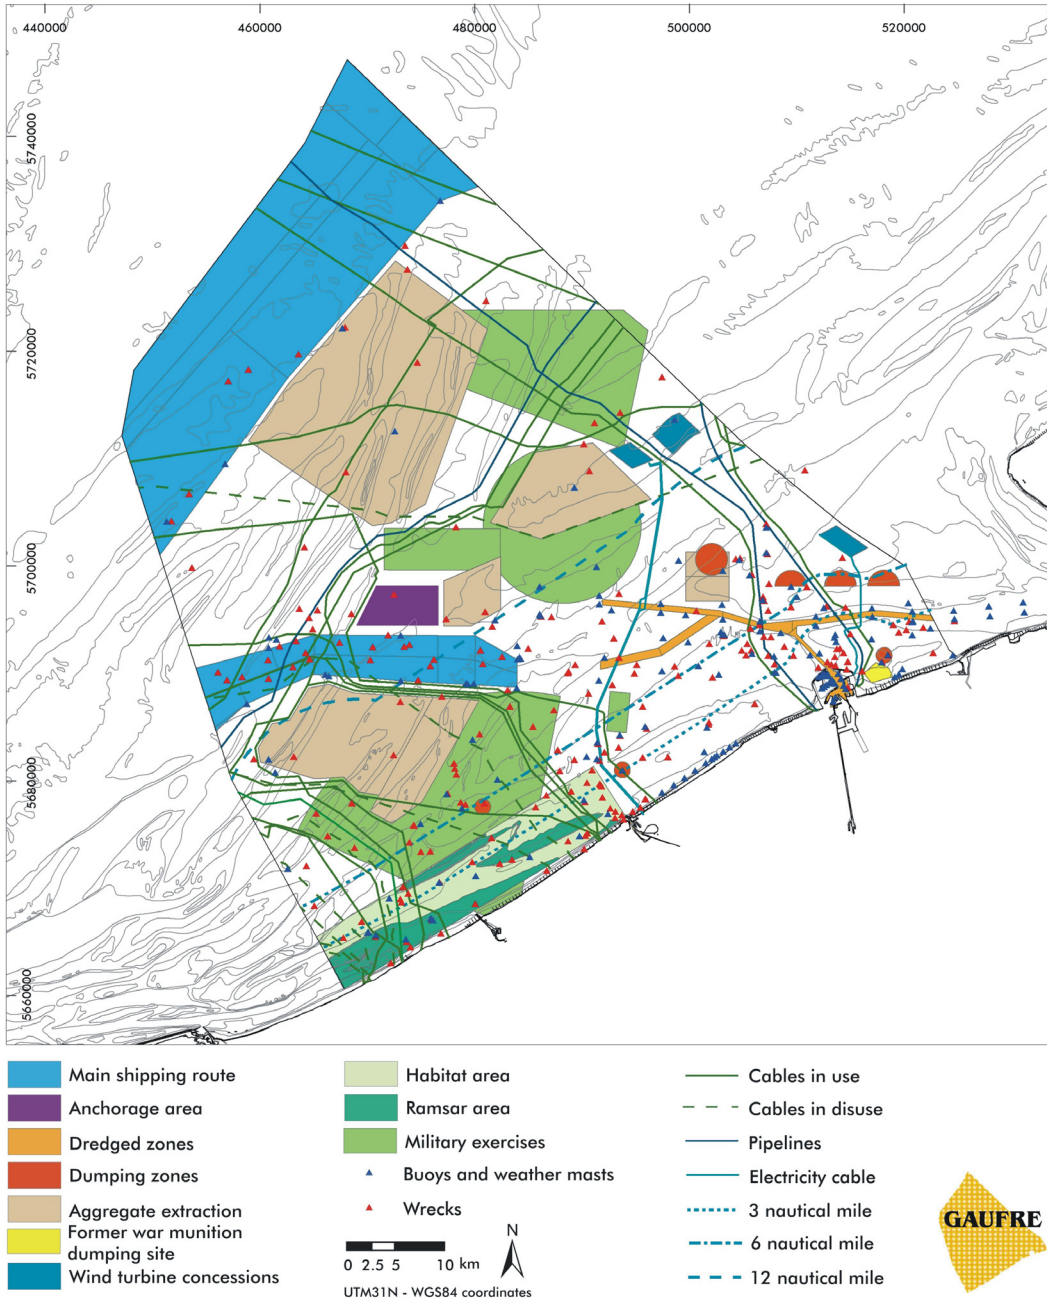 440000 460000 480000 500000 520000
5740000
5720000
5700000
5680000
5660000
Main shipping route
Anchorage area
Dredged zones
Dumping zones
Aggregate extraction
Former war munition
dumping site
Wind turbine concessions
Habitat area
Ramsar area
Military exercises
Buoys and weather masts
Wrecks
0 2.5 5 10 km
N
UTM31N - WGS84 coordinates
Cables in use
Cables in disuse
Pipelines
Electricity cable
3 nautical mile
6 nautical mile
12 nautical mile
GAUFRE